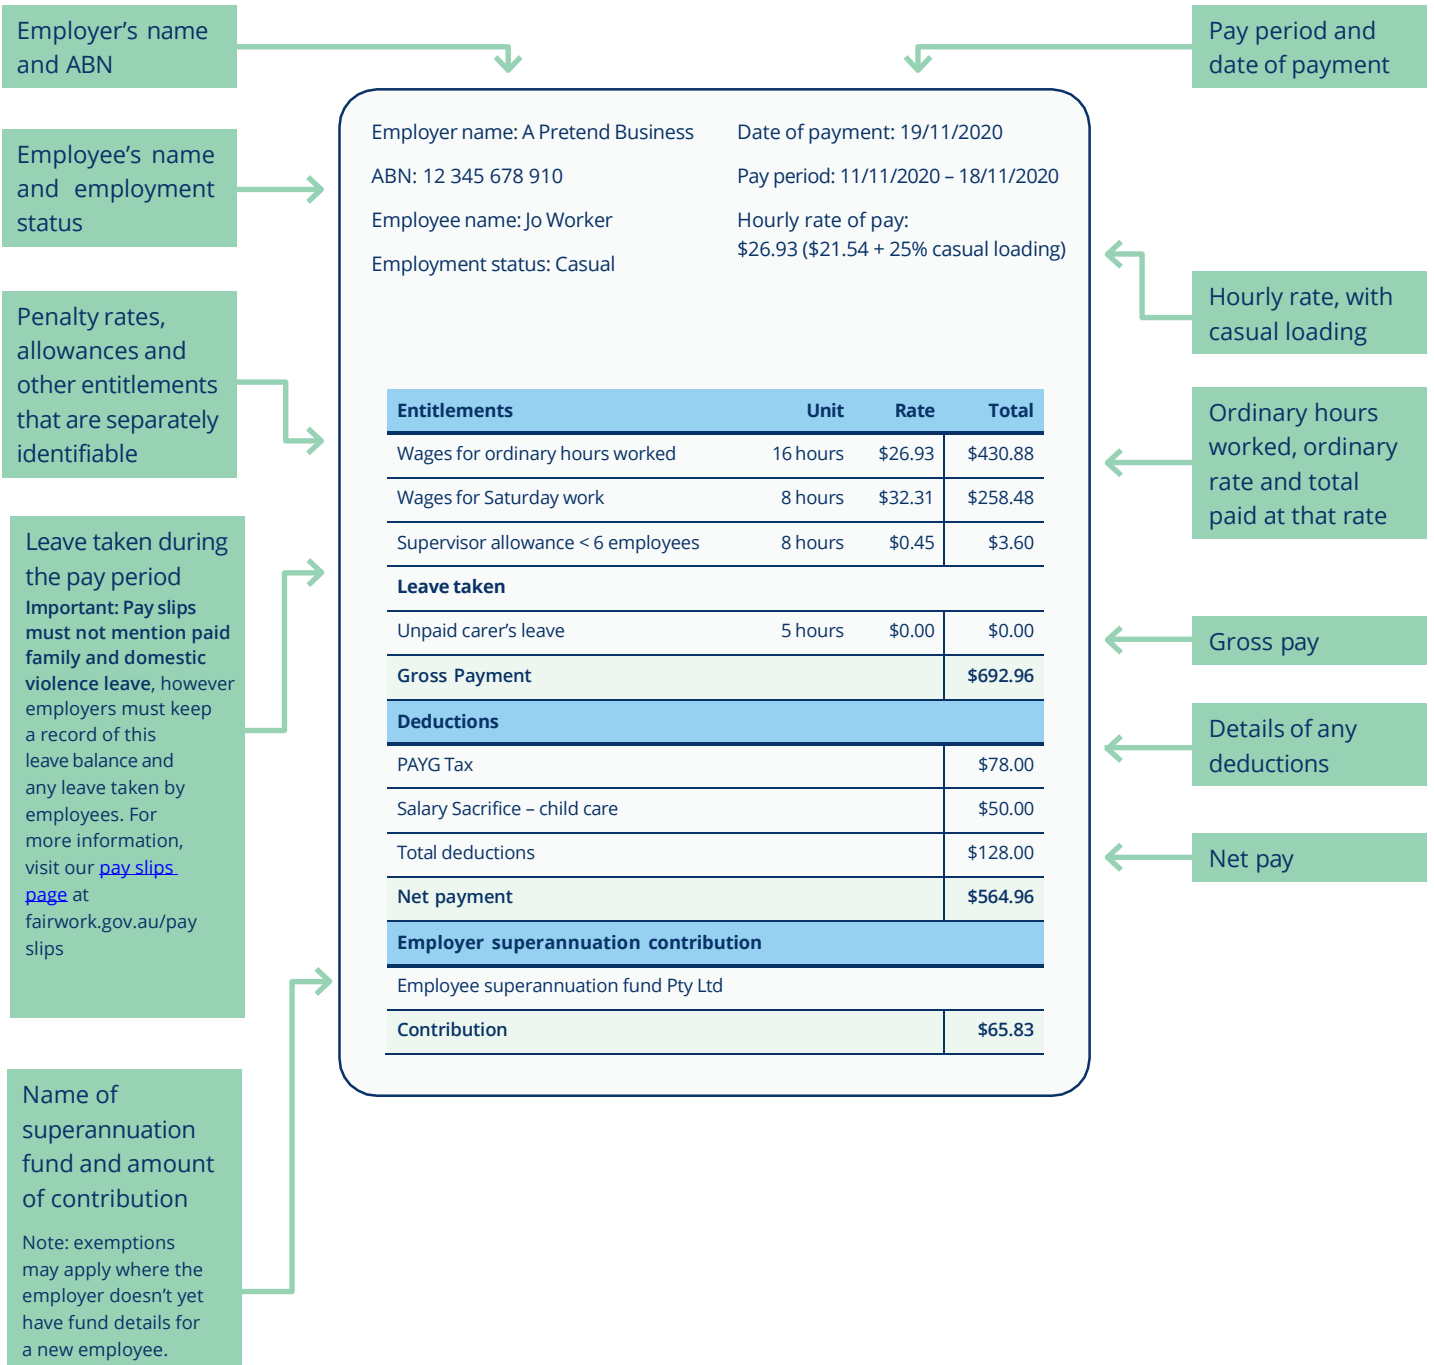 Employer’s name
and ABN
Pay period and
date of payment
Employee’s name
and employment
status
Employer name: A Pretend Business
ABN: 12 345 678 910
Employee name: Jo Worker
Employment status: Casual
Date of payment: 19/11/2020
Pay period: 11/11/2020 – 18/11/2020
Hourly rate of pay:
$26.93 ($21.54 + 25% casual loading)
Hourly rate, with
casual loading
Penalty rates,
allowances and
other entitlements
that are separately
identifiable
Ordinary hours
worked, ordinary
rate and total
paid at that rate
Entitlements Unit Rate Total
Wages for ordinary hours worked 16 hours $26.93 $430.88
Wages for Saturday work 8 hours $32.31 $258.48
Supervisor allowance < 6 employees 8 hours $0.45 $3.60
Leave taken
Unpaid carer’s leave 5 hours $0.00 $0.00
Gross Payment $692.96
Deductions
PAYG Tax $78.00
Salary Sacrifice – child care $50.00
Total deductions $128.00
Net payment $564.96
Employer superannuation contribution
Employee superannuation fund Pty Ltd
Contribution $65.83
Leave taken during
the pay period
Important: Pay slips
must not mention paid
family and domestic
violence leave, however
employers must keep
a record of this
leave balance and
any leave taken by
employees. For
more information,
visit our pay slips
page at
fairwork.gov.au/pay
slips
Gross pay
Details of any
deductions
Net pay
Name of
superannuation
fund and amount
of contribution
Note: exemptions
may apply where the
employer doesn’t yet
have fund details for
a new employee.